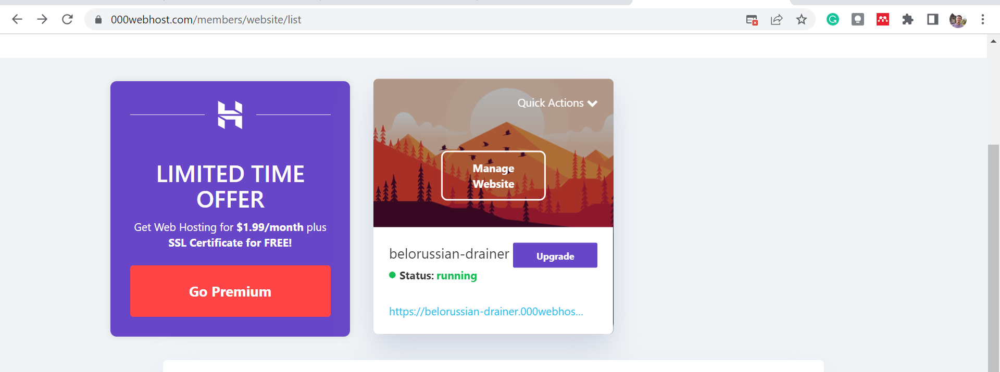 000webhost.com/members/website/list
LIMITED TIME
OFFER
Get Web Hosting for $1.99/month plus
SSL Certificate for FREE!
Go Premium
Quick Actions
Manage
Website
belorussian-drainer
Upgrade
Status: running
https://belorussian-drainer.000webhos...